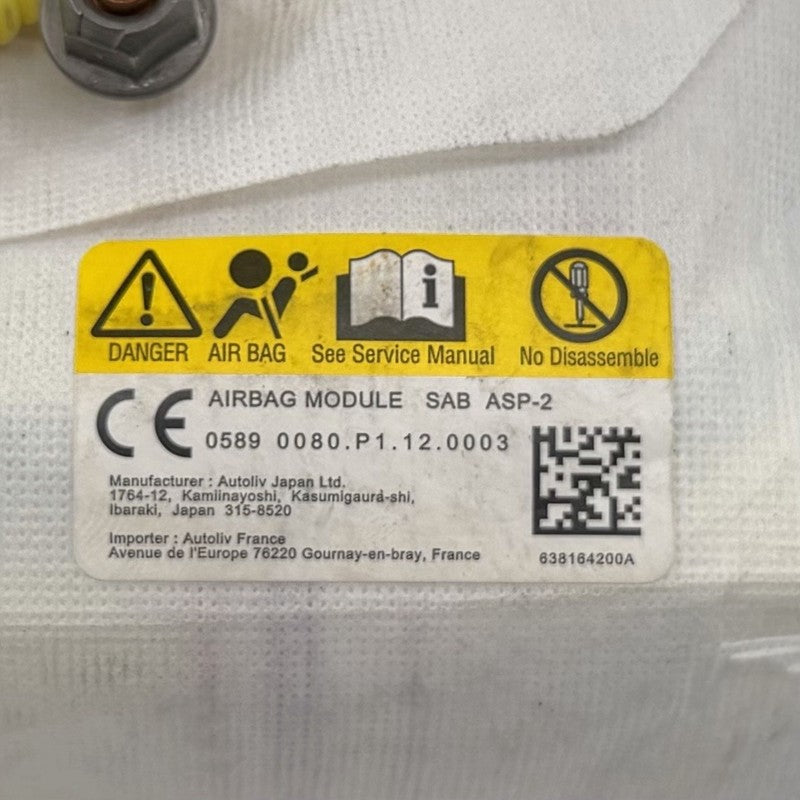 DANGER AIR BAG See Service Manual No Disassemble
CE AIRBAG MODULE SAB ASP-2
0589 0080.P1.12.0003
Manufacturer : Autoliv Japan Ltd.
1764-12, Kamiinayoshi, Kasumigaura-shi,
Ibaraki, Japan 315-8520
Importer : Autoliv France
Avenue de l'Europe 76220 Gournay-en-bray, France
638164200A